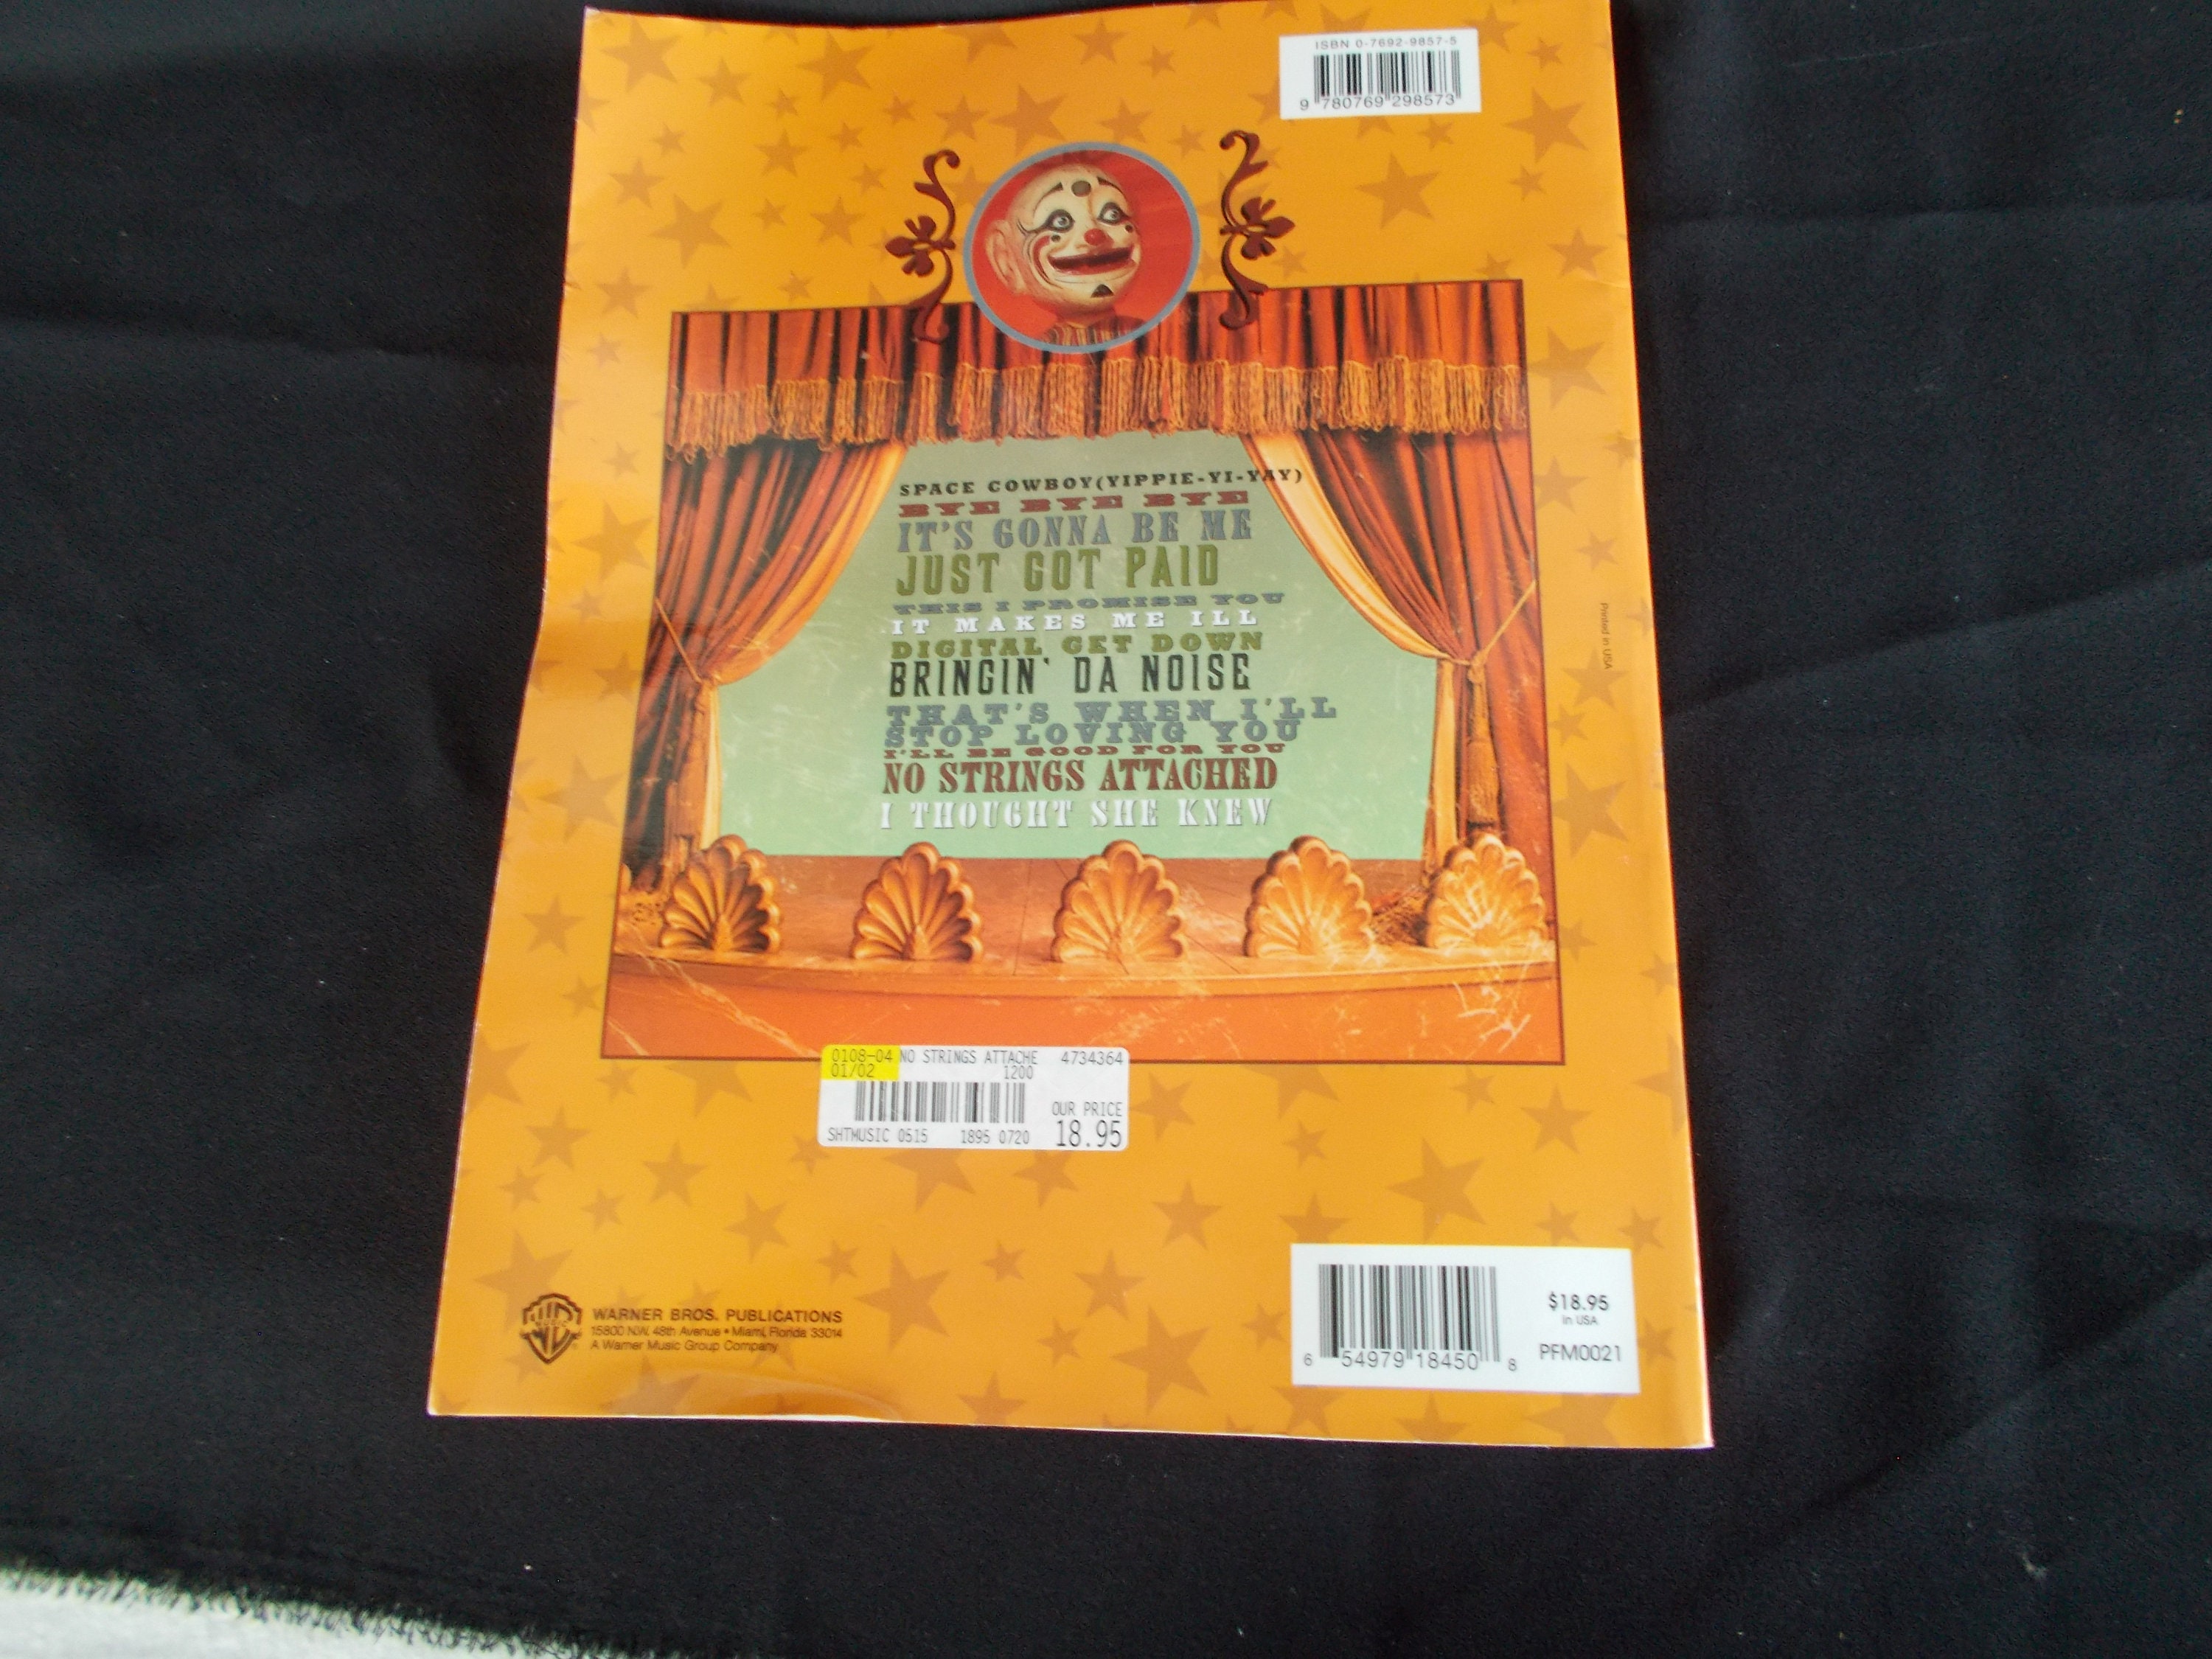 ISBN 0-7692-9857-5
9 780769 298573
SPACE COWBOY(YIPPIE-YI-YAY)
BYE BYE BYE
IT'S GONNA BE ME
JUST GOT PAID
THIS I PROMISE YOU
IT MAKES ME ILL
DIGITAL GET DOWN
BRINGIN' DA NOISE
THAT'S WHEN I'LL
STOP LOVING YOU
I'LL BE GOOD FOR YOU
NO STRINGS ATTACHED
I THOUGHT SHE KNEW
Printed in USA
0108-04 NO STRINGS ATTACHE 4734364
01/02 1200
OUR PRICE
SHTMUSIC 0515 1895 0720 18.95
WARNER BROS. PUBLICATIONS
15800 N.W. 48th Avenue • Miami, Florida 33014
A Warner Music Group Company
$18.95
in USA
PFM0021
6 54979 18450 8